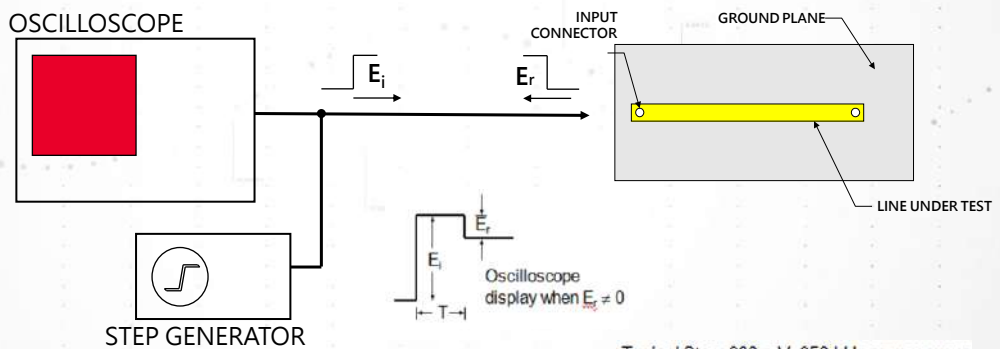 OSCILLOSCOPE
INPUT
CONNECTOR
GROUND PLANE
Ei
Er
LINE UNDER TEST
Er
Ei
Oscilloscope
display when Er ≠ 0
T
STEP GENERATOR